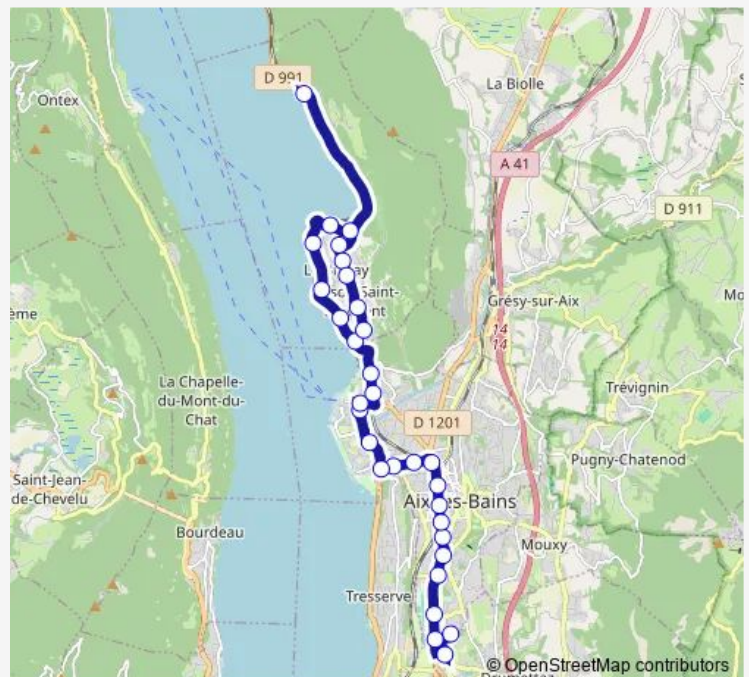 D 991
La Biolle
Ontex
A 41
D 911
Grésy-sur-Aix
14
14
La Chapelle-
du-Mont-du-
Chat
Trévignin
D 1201
Pugny-Chatenod
Saint-Jean-
de-Chevelu
Aix-les-Bains
Bourdeau
Mouxy
Tresserve
© OpenStreetMap contributors